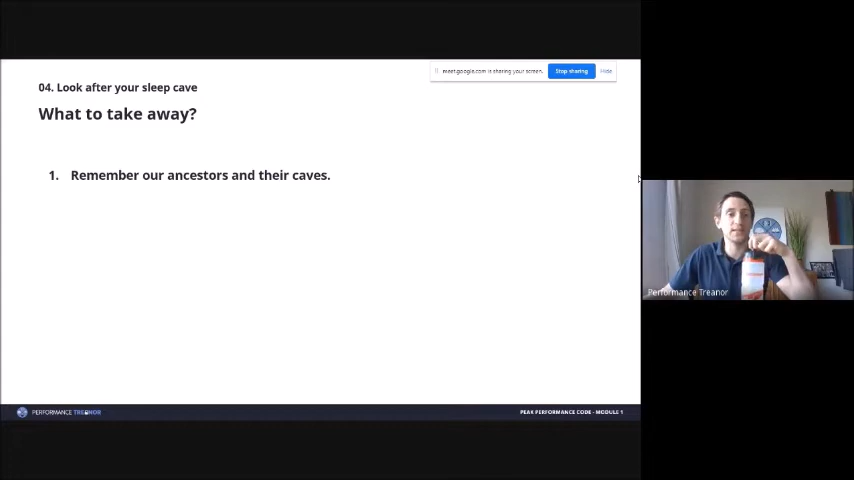 meet.google.com is sharing your screen.
Stop sharing
Hide
04. Look after your sleep cave
What to take away?
1. Remember our ancestors and their caves.
Performance Treanor
PERFORMANCE TREANOR
PEAK PERFORMANCE CODE - MODULE 1